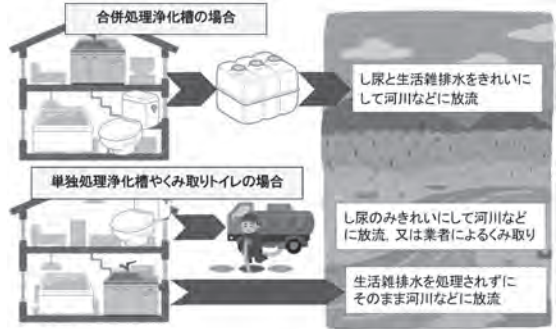 合併処理浄化槽の場合
し尿と生活雑排水をきれいに
して河川などに放流
単独処理浄化槽やくみ取りトイレの場合
し尿のみきれいにして河川など
に放流，又は業者によるくみ取り
生活雑排水を処理されずに
そのまま河川などに放流